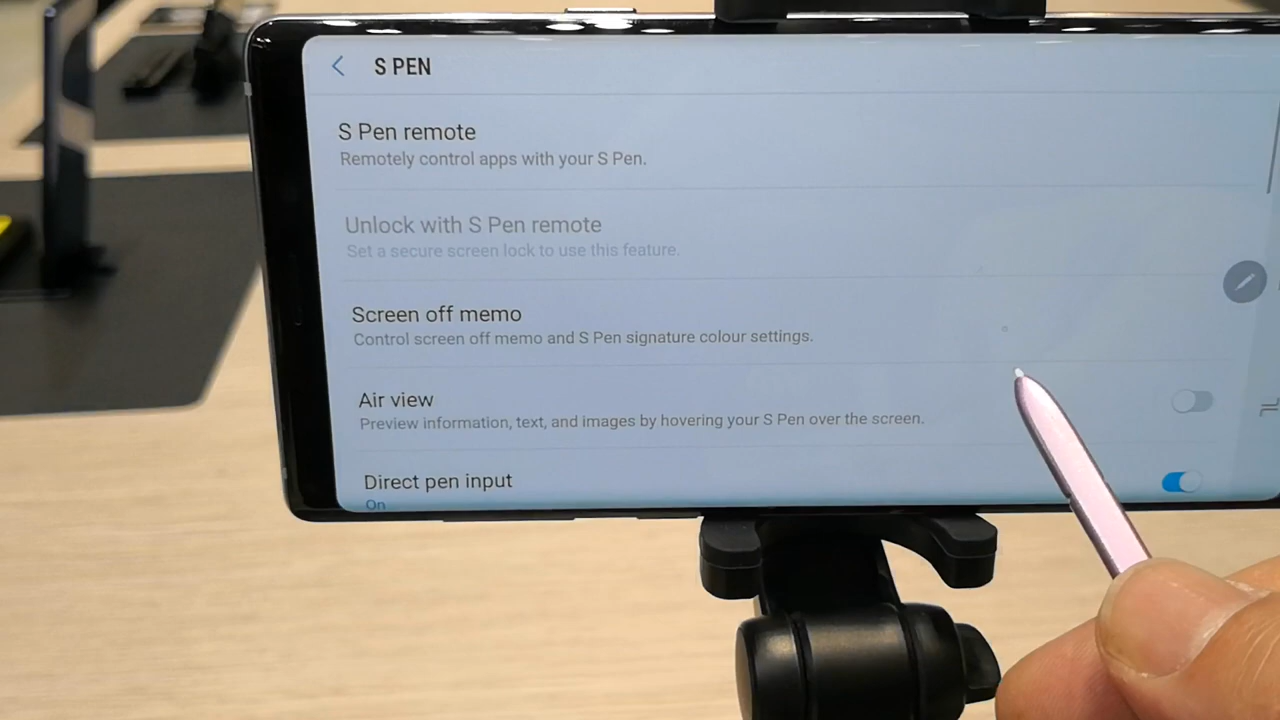 S PEN
S Pen remote
Remotely control apps with your S Pen.
Unlock with S Pen remote
Set a secure screen lock to use this feature.
Screen off memo
Control screen off memo and S Pen signature colour settings.
Air view
Preview information, text, and images by hovering your S Pen over the screen.
Direct pen input
On